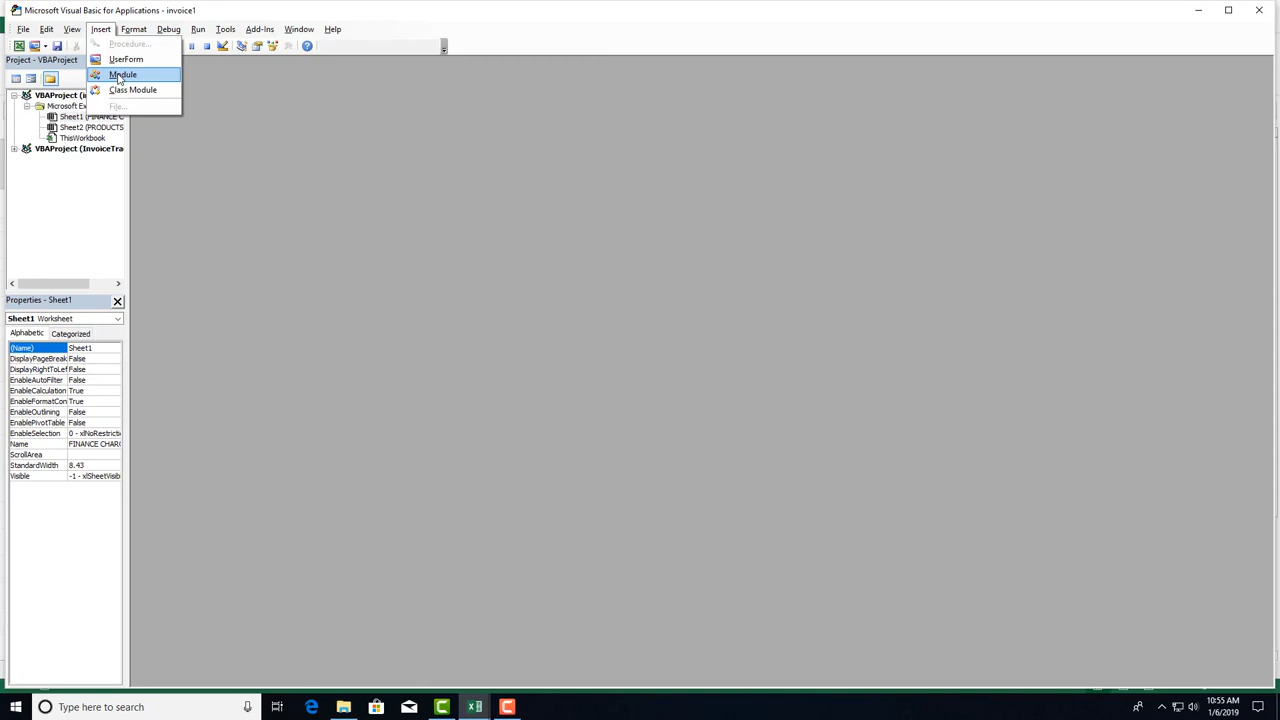 Microsoft Visual Basic for Applications - invoice1
File Edit View Insert Format Debug Run Tools Add-Ins Window Help
Procedure...
UserForm
Module
Class Module
File...
Project - VBAProject
VBAProject (i
Microsoft Ex
Sheet1 (FINANCE C
Sheet2 (PRODUCTS
ThisWorkbook
VBAProject (InvoiceTra
Properties - Sheet1
Sheet1 Worksheet
Alphabetic Categorized
(Name) Sheet1
DisplayPageBreak False
DisplayRightToLef False
EnableAutoFilter False
EnableCalculation True
EnableFormatCon True
EnableOutlining False
EnablePivotTable False
EnableSelection 0 - xlNoRestricti
Name FINANCE CHARG
ScrollArea
StandardWidth 8.43
Visible -1 - xlSheetVisib
Type here to search
10:55 AM
1/6/2019